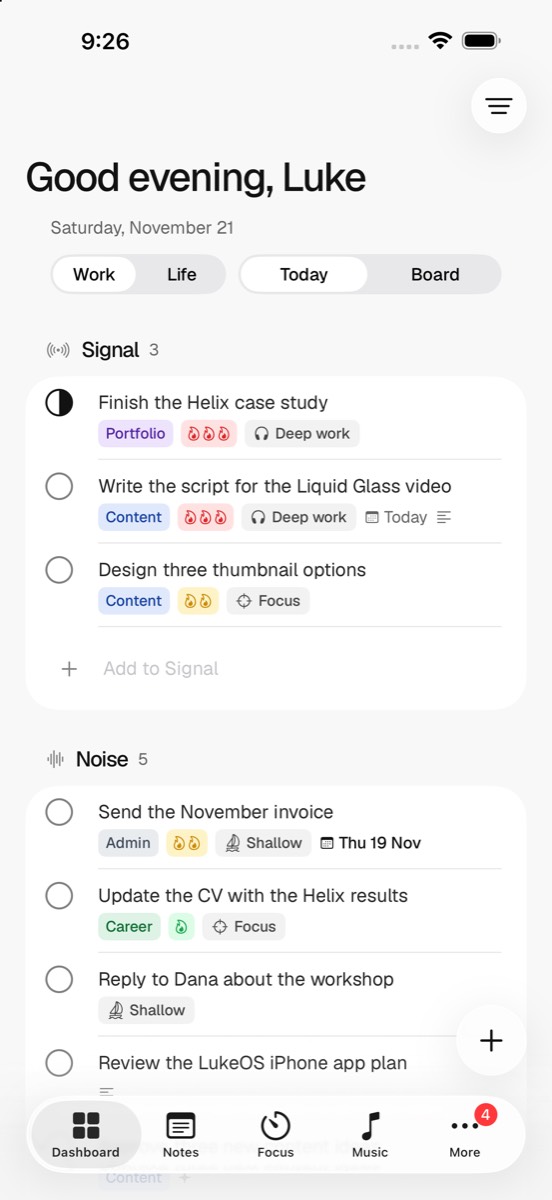 9:26
Good evening, Luke
Saturday, November 21
Work Life Today Board
Signal 3
Finish the Helix case study
Portfolio Deep work
Write the script for the Liquid Glass video
Content Deep work Today
Design three thumbnail options
Content Focus
+ Add to Signal
Noise 5
Send the November invoice
Admin Shallow Thu 19 Nov
Update the CV with the Helix results
Career Focus
Reply to Dana about the workshop
Shallow
Review the LukeOS iPhone app plan
4
Dashboard Notes Focus Music More
Content